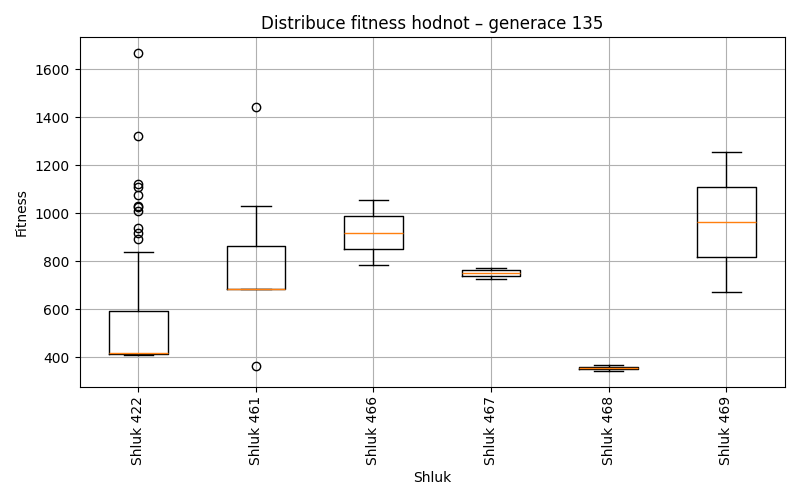 Distribuce fitness hodnot – generace 135
Fitness
1600
1400
1200
1000
800
600
400
Shluk 422
Shluk 461
Shluk 466
Shluk 467
Shluk 468
Shluk 469
Shluk